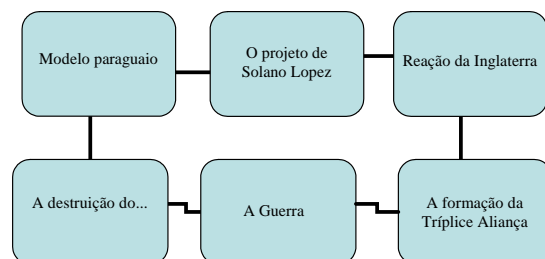 Modelo paraguaio
O projeto de
Solano Lopez
Reação da Inglaterra
A destruição do...
A Guerra
A formação da
Tríplice Aliança